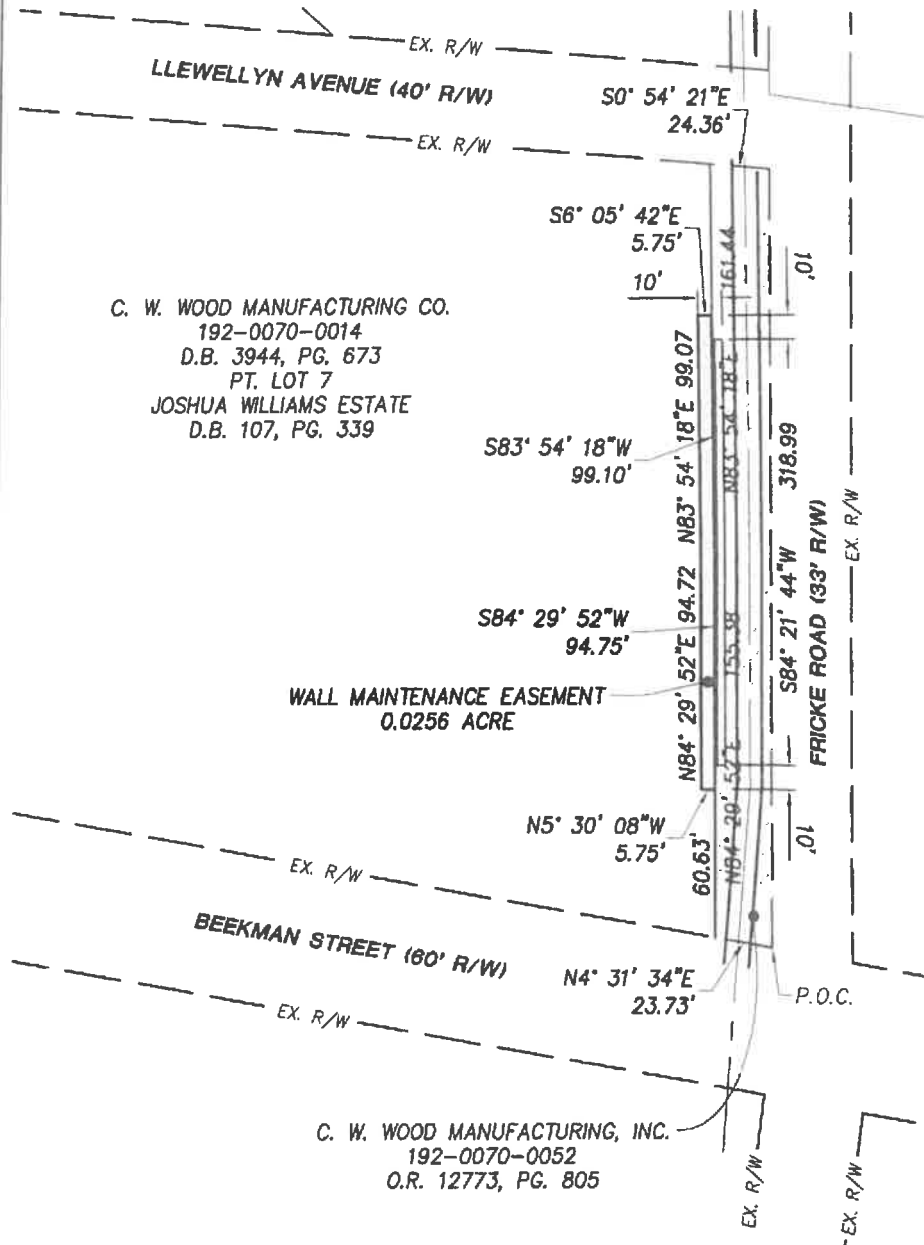 EX. R/W
LLEWELLYN AVENUE (40' R/W)
EX. R/W
S0° 54' 21"E
24.36'
S6° 05' 42"E
5.75'
10'
161.44
10'
C. W. WOOD MANUFACTURING CO.
192-0070-0014
D.B. 3944, PG. 673
PT. LOT 7
JOSHUA WILLIAMS ESTATE
D.B. 107, PG. 339
S83° 54' 18"W
99.10'
N83° 54' 18"E 99.07
N83° 54' 18"E
318.99
S84° 21' 44"W
FRICKE ROAD (33' R/W)
EX. R/W
S84° 29' 52"W
94.75'
N84° 29' 52"E 94.72
155.38
N84° 29' 52"E
WALL MAINTENANCE EASEMENT
0.0256 ACRE
N5° 30' 08"W
5.75'
60.63'
10'
EX. R/W
BEEKMAN STREET (60' R/W)
EX. R/W
N4° 31' 34"E
23.73'
P.O.C.
C. W. WOOD MANUFACTURING, INC.
192-0070-0052
O.R. 12773, PG. 805
EX. R/W
EX. R/W